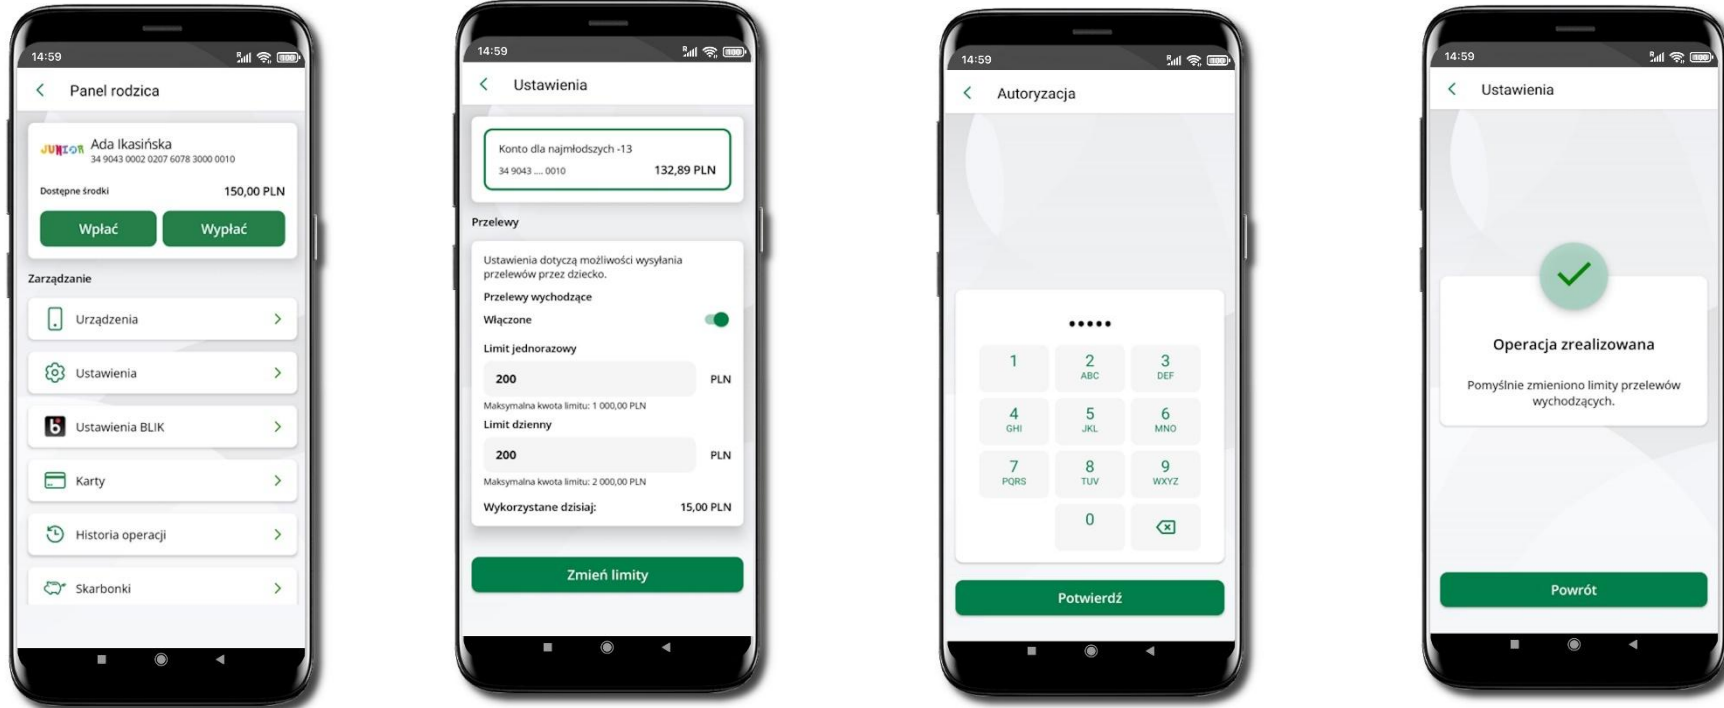 14:59
Panel rodzica
JUNIOR Ada Ikasińska
34 9043 0002 0207 6078 3000 0010
Dostępne środki 150,00 PLN
Wpłać Wypłać
Zarządzanie
Urządzenia
Ustawienia
Ustawienia BLIK
Karty
Historia operacji
Skarbonki
14:59
Ustawienia
Konto dla najmłodszych -13
34 9043 .... 0010 132,89 PLN
Przelewy
Ustawienia dotyczą możliwości wysyłania
przelewów przez dziecko.
Przelewy wychodzące
Włączone
Limit jednorazowy
200 PLN
Maksymalna kwota limitu: 1 000,00 PLN
Limit dzienny
200 PLN
Maksymalna kwota limitu: 2 000,00 PLN
Wykorzystane dzisiaj: 15,00 PLN
Zmień limity
14:59
Autoryzacja
1 2 3
ABC DEF
4 5 6
GHI JKL MNO
7 8 9
PQRS TUV WXYZ
0
Potwierdź
14:59
Ustawienia
Operacja zrealizowana
Pomyślnie zmieniono limity przelewów
wychodzących.
Powrót